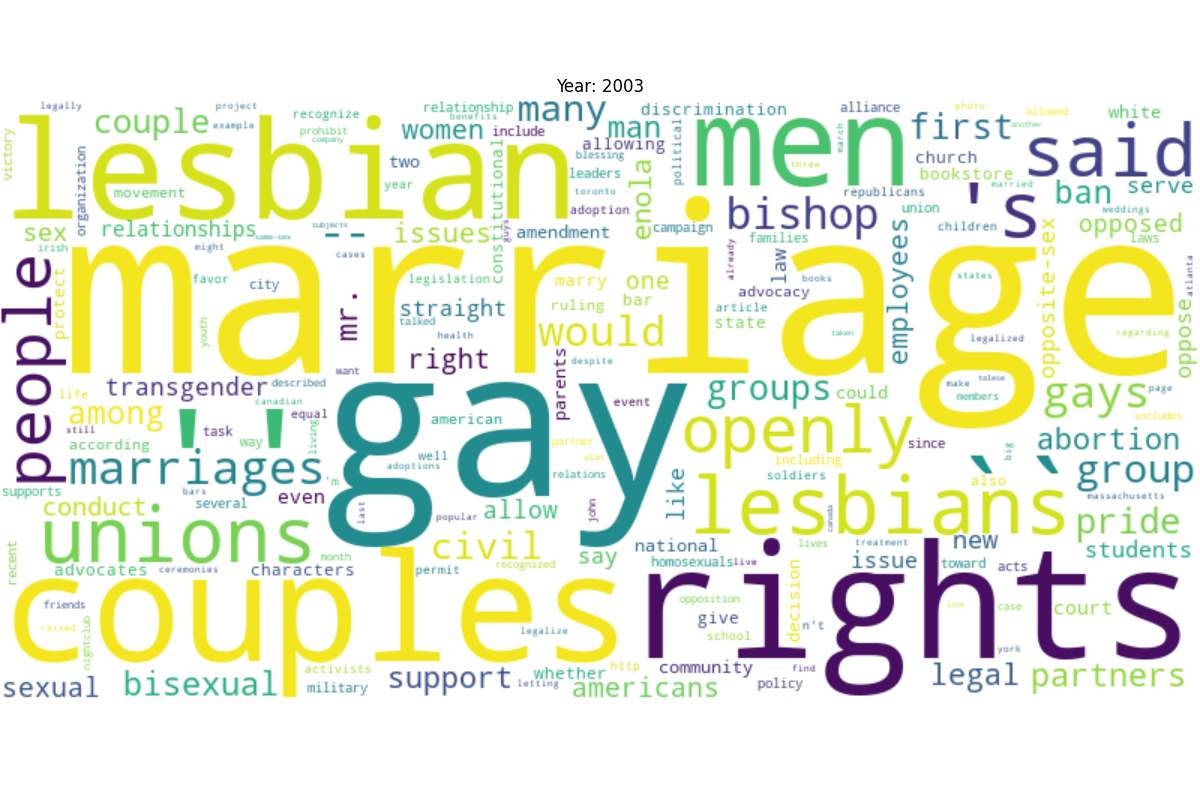 Year: 2003
legally
project
relationship
benefits
many
discrimination
alliance
photo
allowed
white
victory
lesbian
couple
example
recognize
prohibit
company
women
include
man
allowing
political
men
march
three
first
another
said
organization
movement
two
year
constitutional
blessing
leaders
toronto
adoption
enola
church
bookstore
married
republicans
ban
serve
sex
irish
relationships
same-sex
subjects
--
issues
guys
amendment
campaign
bishop
families
union
children
's
weddings
opposed
laws
people
protect
might
favor
city
cases
legislation
marry
one
already
law
books
employees
states
opposite-sex
oppose
atlanta
marriage
youth
mr.
straight
talked
health
ruling
bar
would
advocacy
article
state
taken
legalized
regarding
want
right
parents
despite
life
transgender
described
canadian
groups
could
make
talese
members
gays
page
among
still
''
equal
task
way
living
gay
american
event
openly
since
includes
according
marriages
bars
several
even
'm
last
well
adoptions
popular
partner
plan
relations
john
like
including
soldiers
also
big
abortion
``
group
massachusetts
supports
conduct
allow
lesbians
canada
pride
unions
month
civil
recognized
say
national
homosexuals
live
lives
treatment
issue
new
toward
acts
students
recent
advocates
ceremonies
characters
permit
couples
friends
raised
nightclub
legalize
rights
opposition
give
school
decision
n't
love
case
court
york
sexual
bisexual
activists
military
support
letting
whether
http
americans
community
policy
find
legal
partners